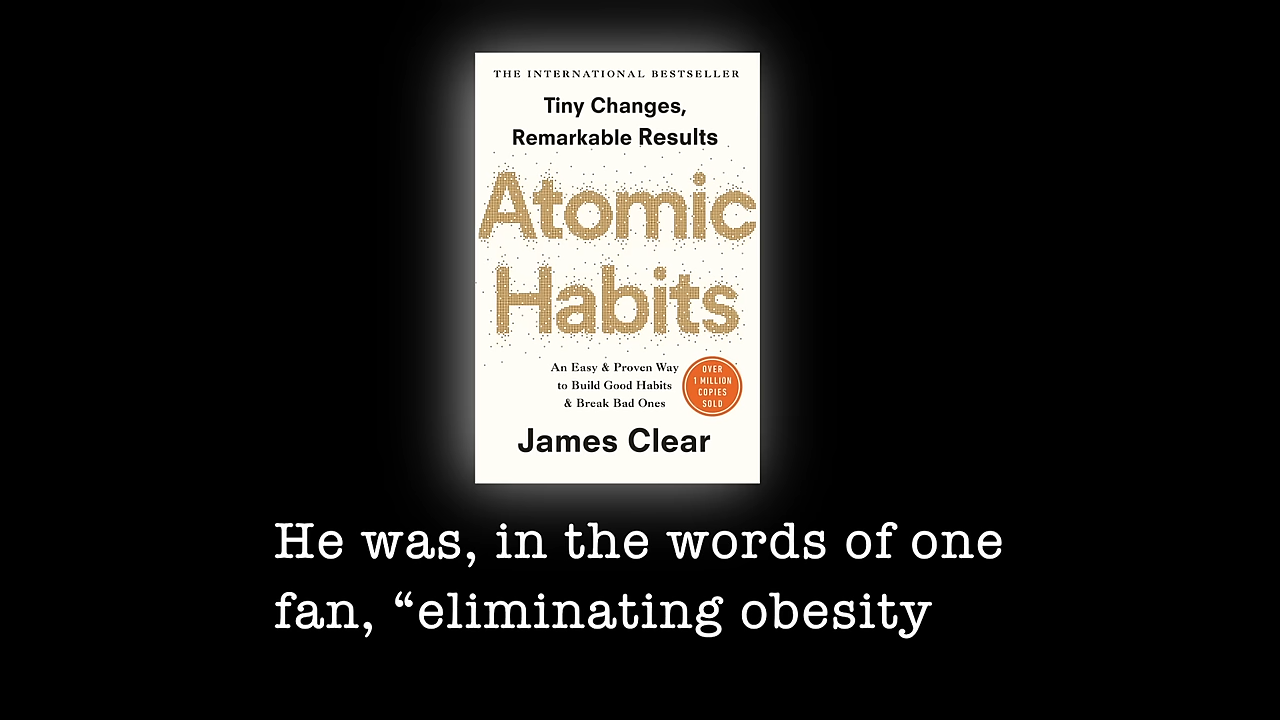 THE INTERNATIONAL BESTSELLER
Tiny Changes,
Remarkable Results
Atomic
Habits
An Easy & Proven Way
to Build Good Habits
& Break Bad Ones
OVER
1 MILLION
COPIES
SOLD
James Clear
He was, in the words of one
fan, “eliminating obesity